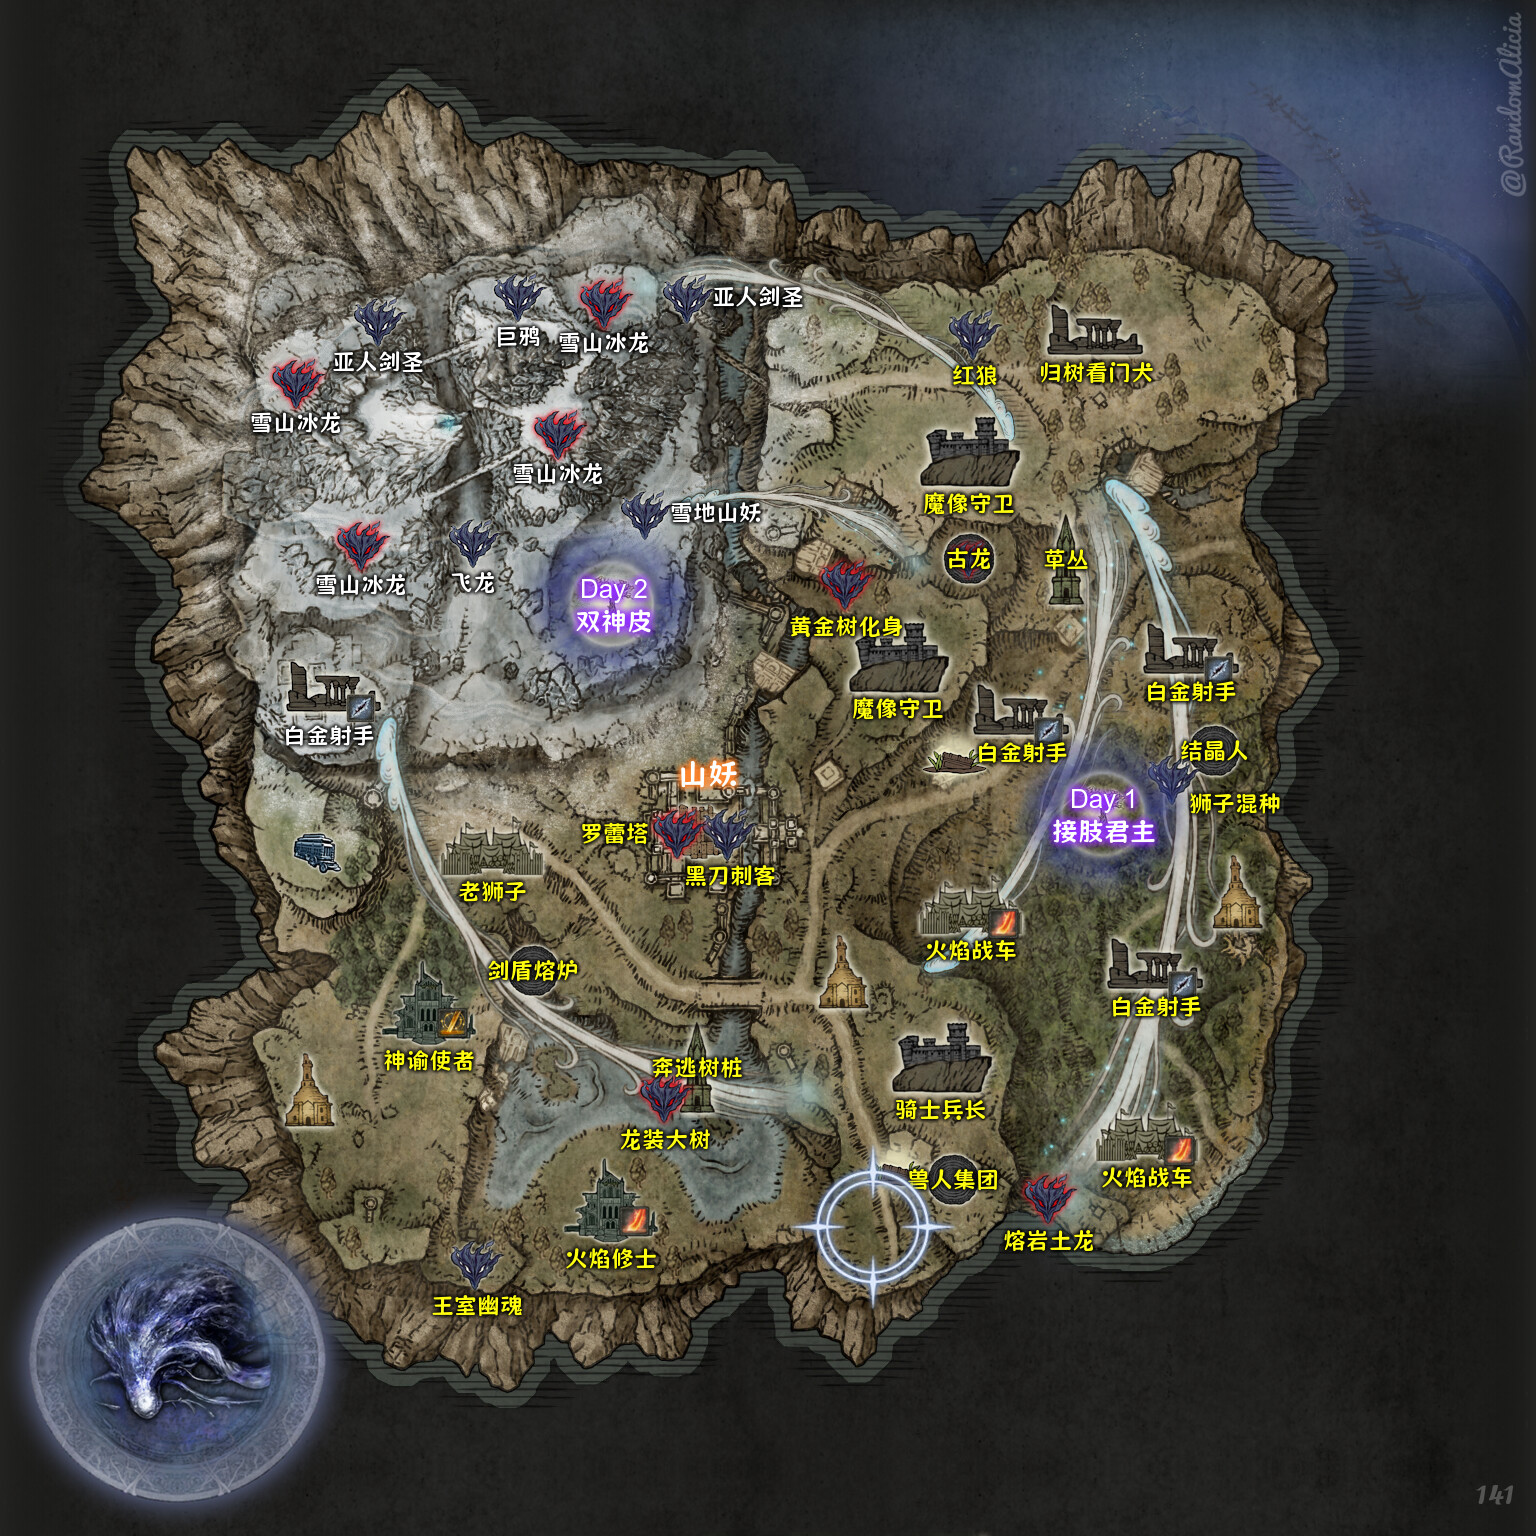 @RandomAlicia
亚人剑圣
巨鸦
雪山冰龙
亚人剑圣
红狼
归树看门犬
雪山冰龙
雪山冰龙
魔像守卫
雪地山妖
古龙
草丛
雪山冰龙
飞龙
Day 2
双神皮
黄金树化身
魔像守卫
白金射手
白金射手
白金射手
结晶人
山妖
Day 1
接肢君主
狮子混种
罗蕾塔
黑刀刺客
老狮子
火焰战车
剑盾熔炉
白金射手
神谕使者
奔逃树桩
骑士兵长
龙装大树
兽人集团
火焰战车
熔岩土龙
火焰修士
王室幽魂
141